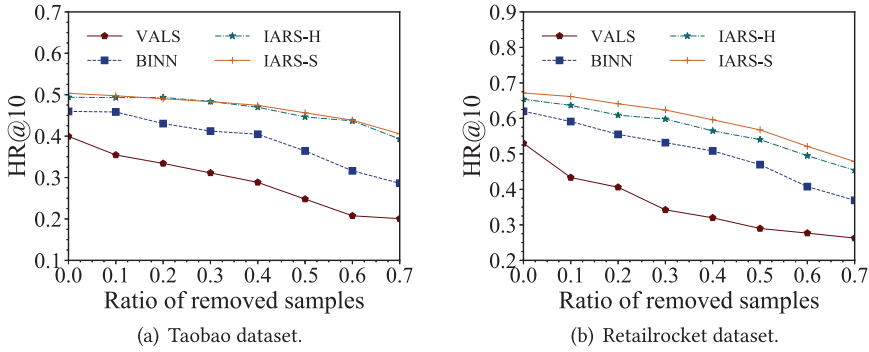 0.7
0.6
0.5
0.4
0.3
0.2
0.1
HR@10
VALS
BINN
IARS-H
IARS-S
0.0 0.1 0.2 0.3 0.4 0.5 0.6 0.7
Ratio of removed samples
(a) Taobao dataset.
0.9
0.8
0.7
0.6
0.5
0.4
0.3
0.2
HR@10
VALS
BINN
IARS-H
IARS-S
0.0 0.1 0.2 0.3 0.4 0.5 0.6 0.7
Ratio of removed samples
(b) Retailrocket dataset.